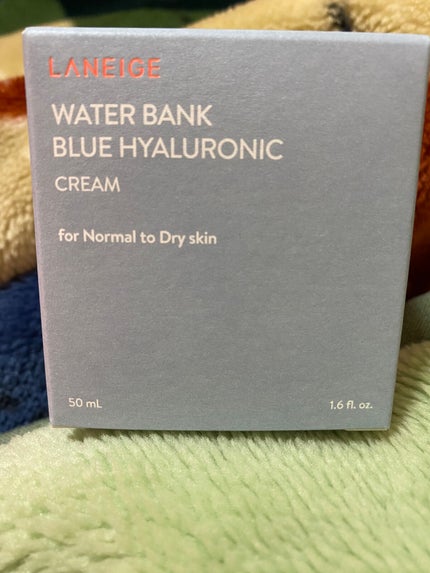 LANEIGE
WATER BANK
BLUE HYALURONIC
CREAM
for Normal to Dry skin
50 mL
1.6 fl. oz.